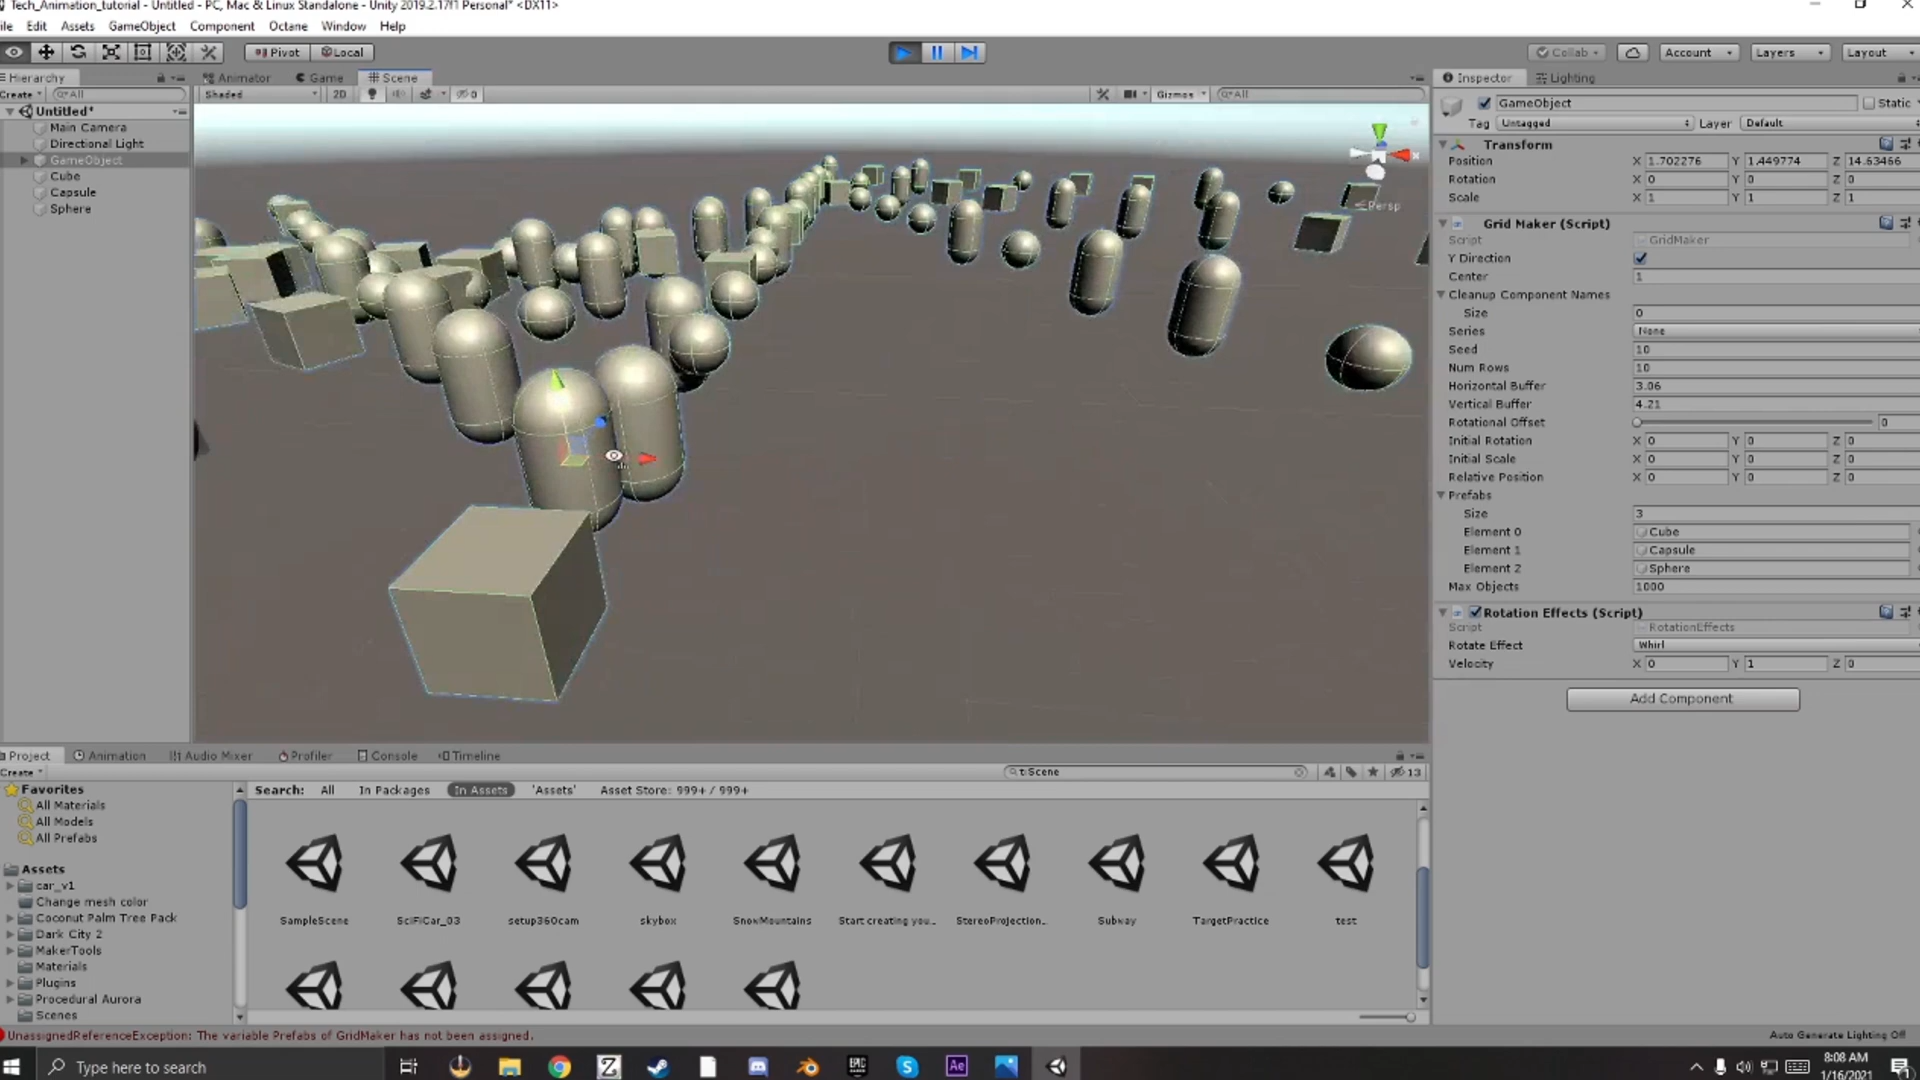 Tech_Animation_tutorial - Untitled - PC, Mac & Linux Standalone - Unity 2019.2.17f1 Personal* <DX11>
ile Edit Assets GameObject Component Octane Window Help
Pivot Local Collab Account Layers Layout
Hierarchy Animator Game Scene Inspector Lighting
Create All Shaded 2D 0 Gizmos All
GameObject Static
Untitled*
Main Camera
Directional Light
GameObject
Cube
Capsule
Sphere
Tag Untagged Layer Default
Transform
Position X 1.702276 Y 1.449774 Z 14.63466
Rotation X 0 Y 0 Z 0
Scale X 1 Y 1 Z 1
x
Persp
Grid Maker (Script)
Script GridMaker
Y Direction
Center 1
Cleanup Component Names
Size 0
Series None
Seed 10
Num Rows 10
Horizontal Buffer 3.06
Vertical Buffer 4.21
Rotational Offset 0
Initial Rotation X 0 Y 0 Z 0
Initial Scale X 0 Y 0 Z 0
Relative Position X 0 Y 0 Z 0
Prefabs
Size 3
Element 0 Cube
Element 1 Capsule
Element 2 Sphere
Max Objects 1000
Rotation Effects (Script)
Script RotationEffects
Rotate Effect Whirl
Velocity X 0 Y 1 Z 0
Add Component
Project Animation Audio Mixer Profiler Console Timeline
Create t:Scene 13
Favorites
All Materials
All Models
All Prefabs
Assets
car_v1
Change mesh color
Coconut Palm Tree Pack
Dark City 2
MakerTools
Materials
Plugins
Procedural Aurora
Scenes
Search: All In Packages In Assets 'Assets' Asset Store: 999+ / 999+
SampleScene SciFiCar_03 setup360cam skybox SnowMountains Start creating you... StereoProjection... Subway TargetPractice test
UnassignedReferenceException: The variable Prefabs of GridMaker has not been assigned.
Auto Generate Lighting Off
Type here to search
Z
EPIC GAMES
S
Ae
8:08 AM
1/16/2021
1